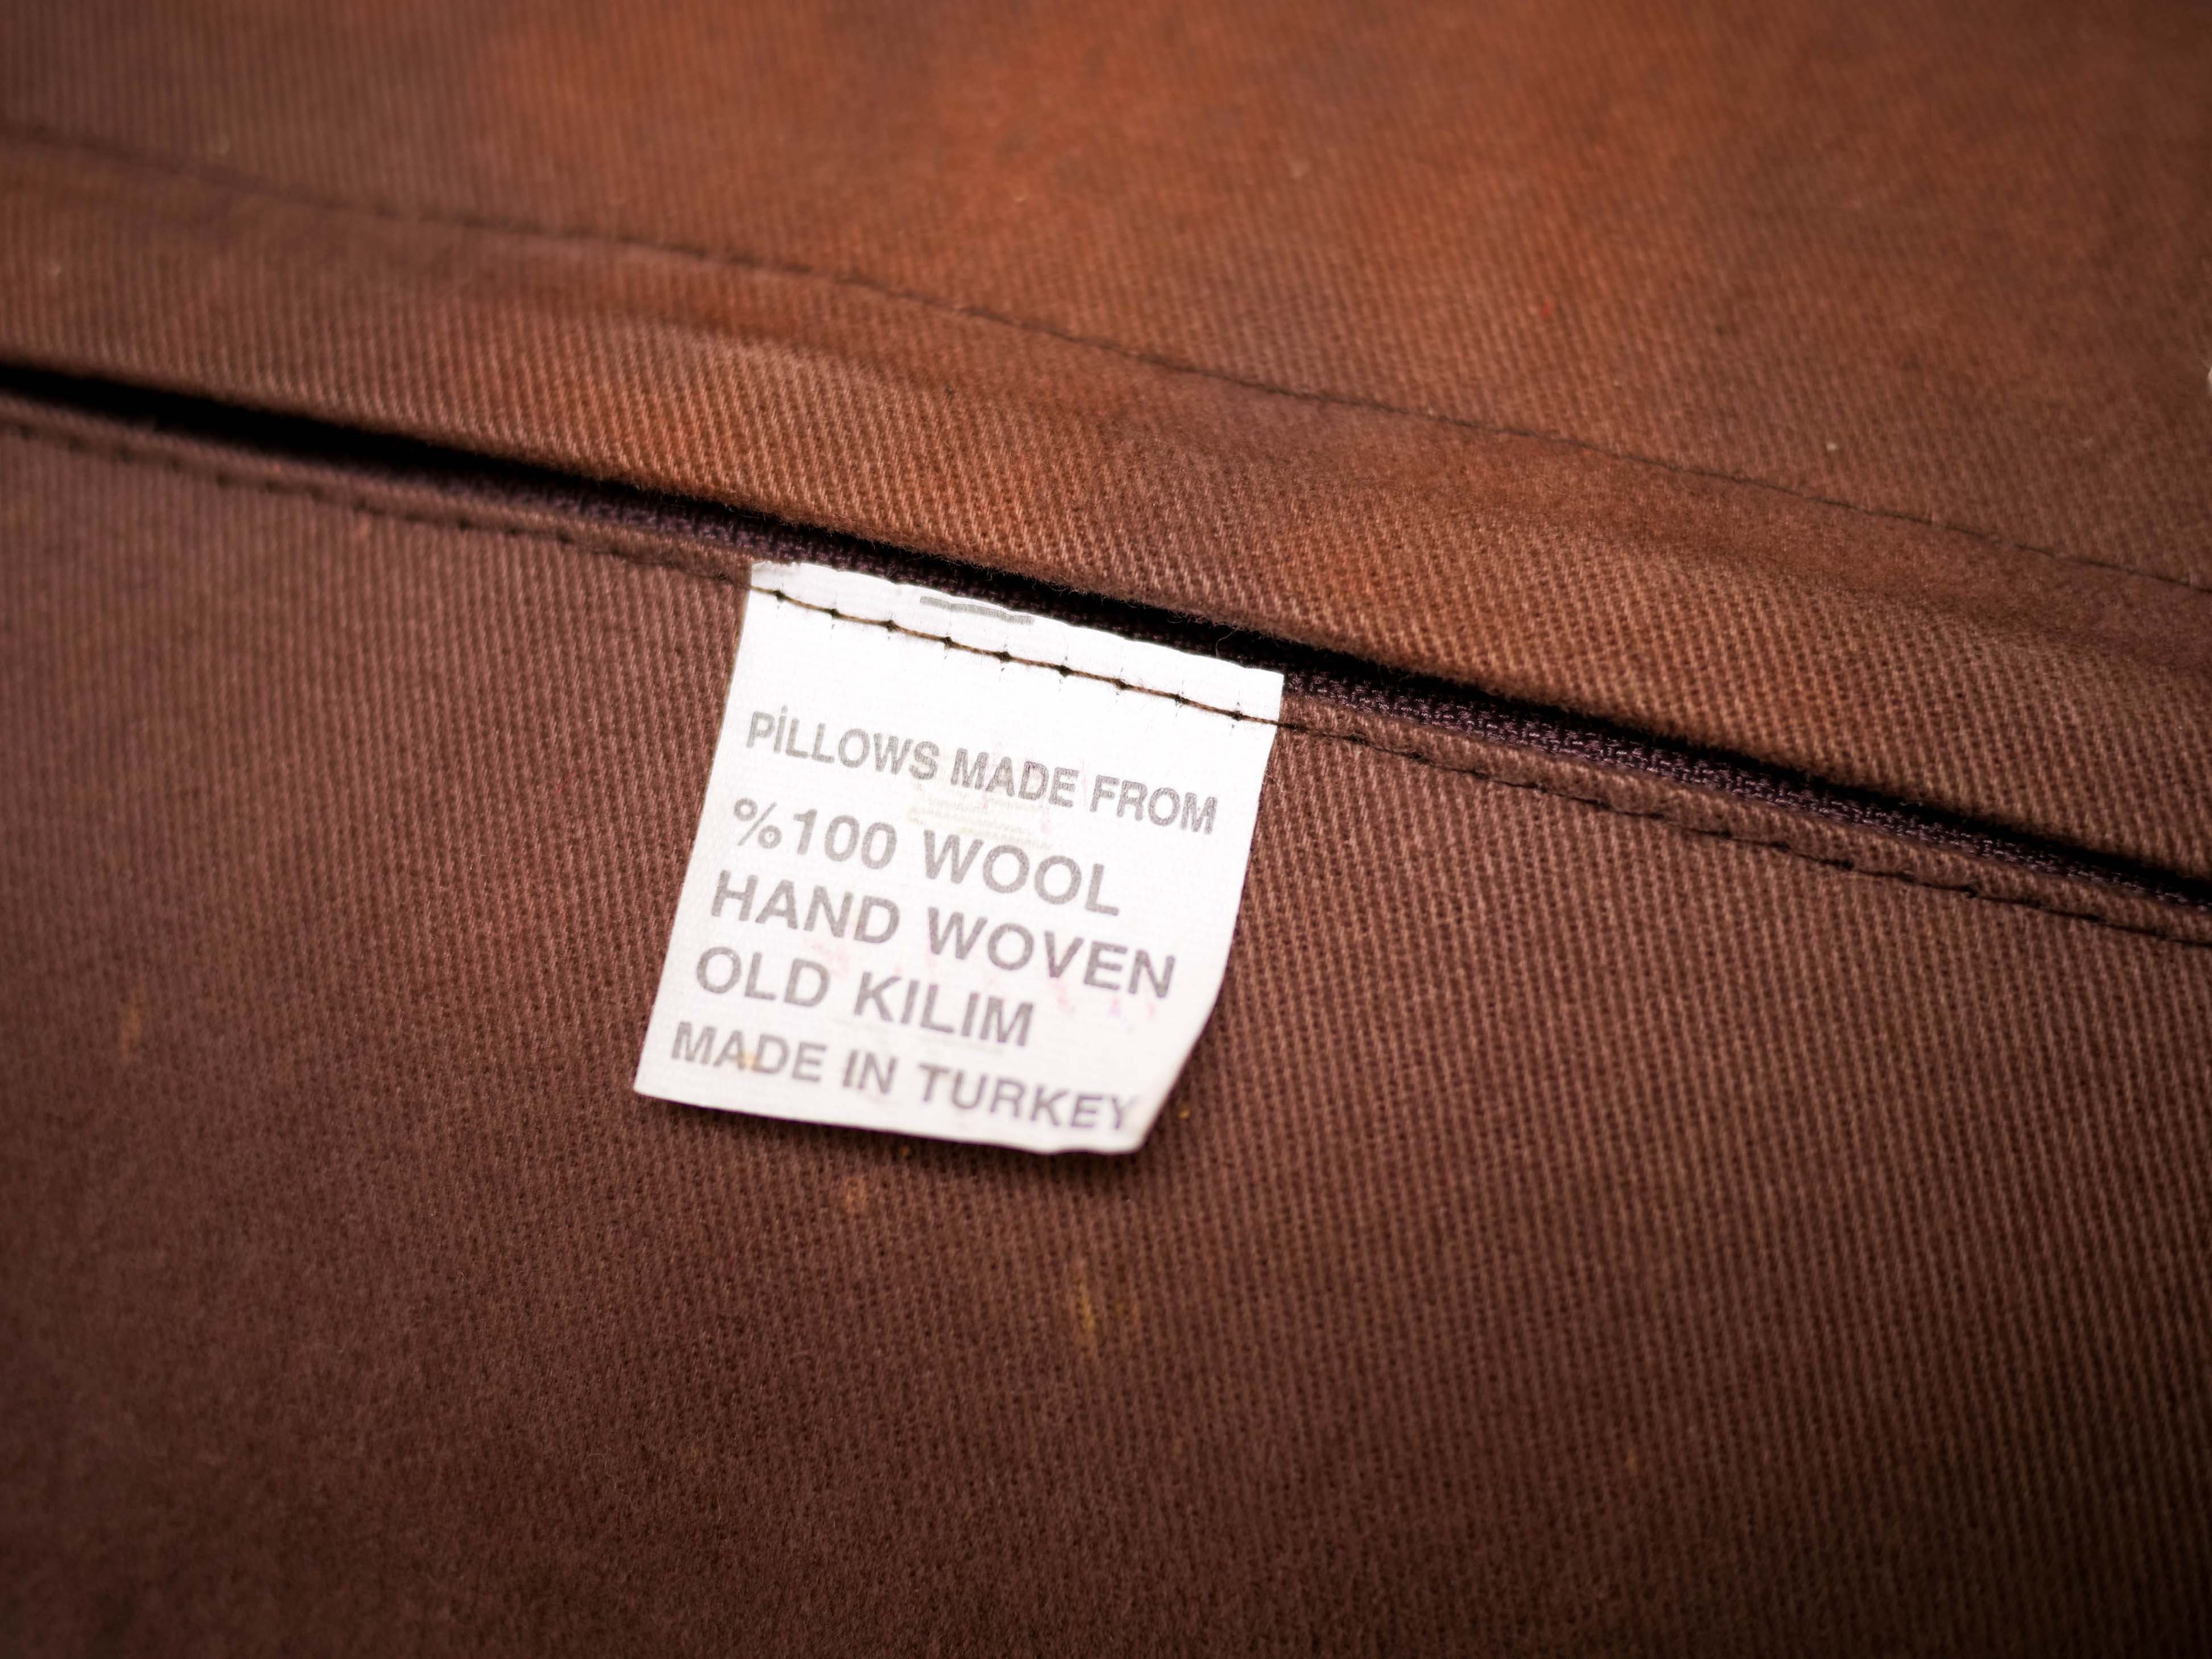 PİLLOWS MADE FROM
%100 WOOL
HAND WOVEN
OLD KILIM
MADE IN TURKEY